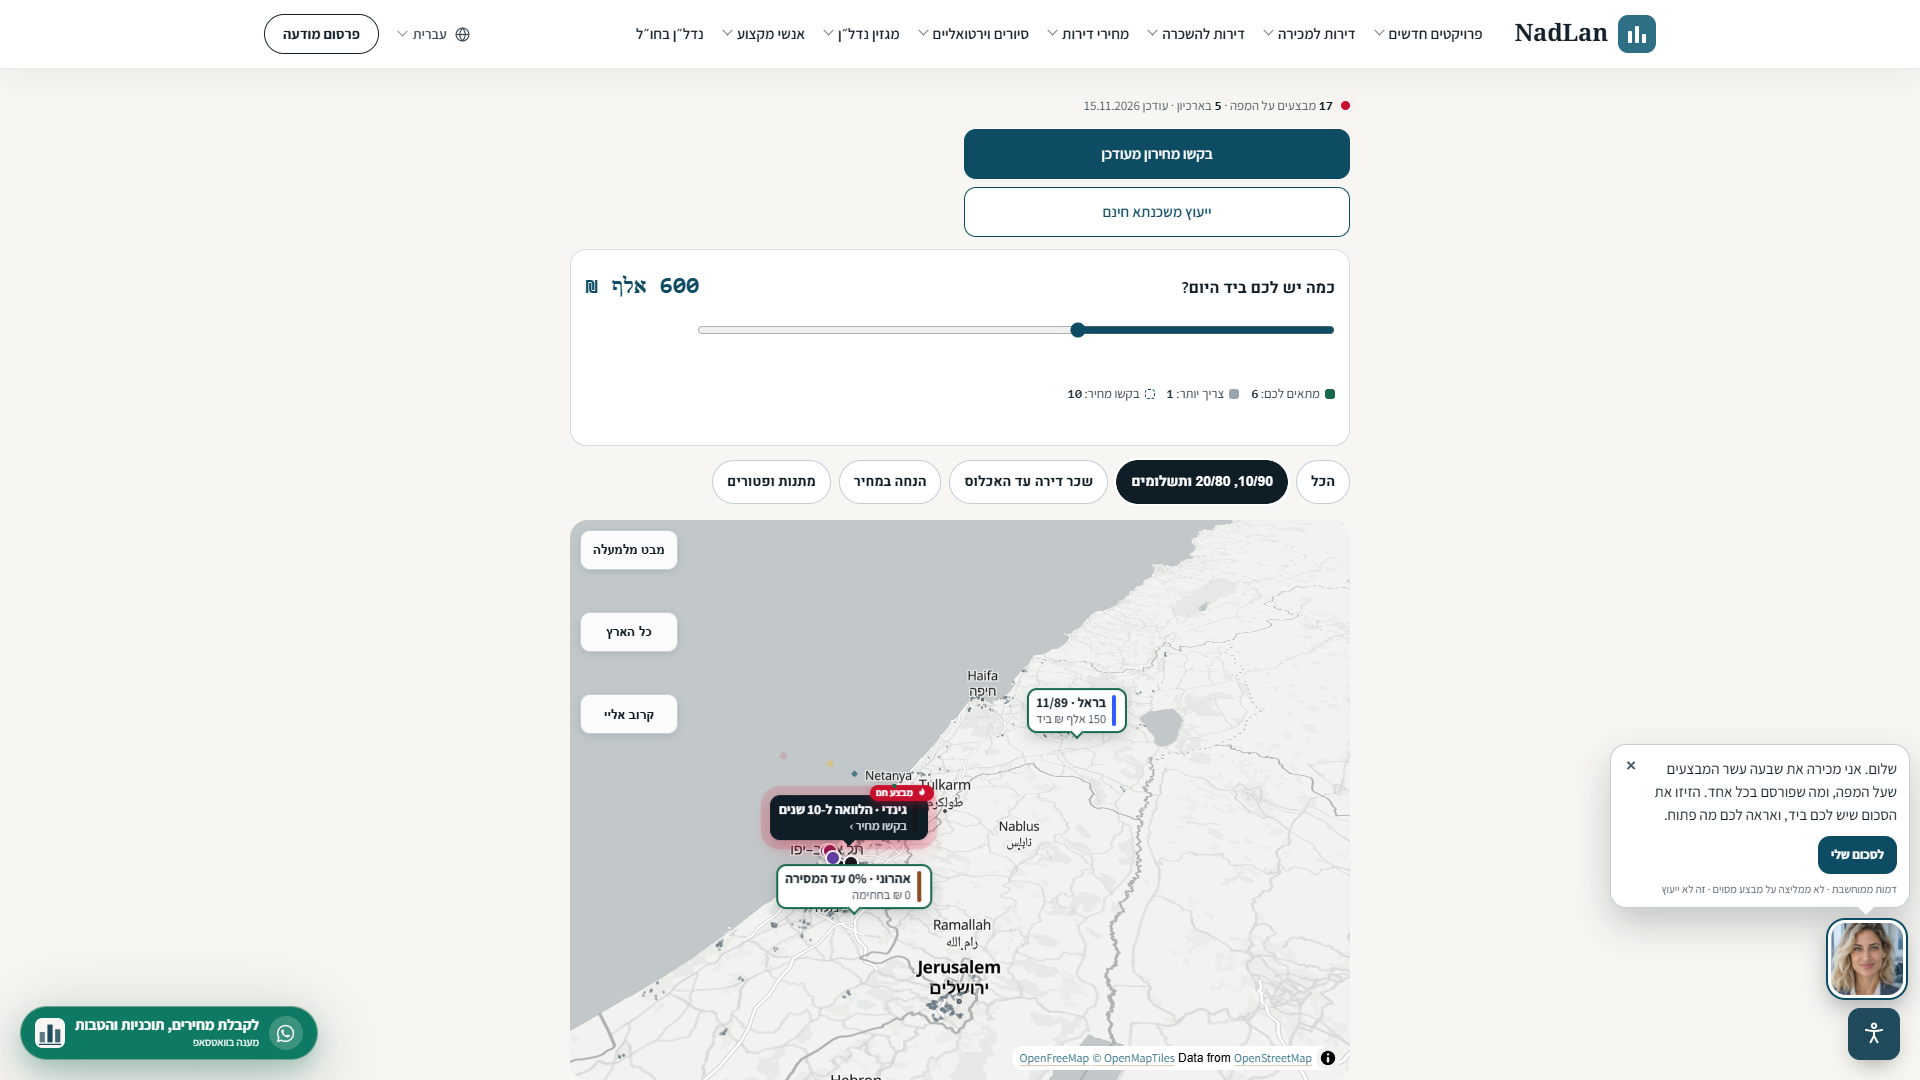 NadLan
פרויקטים חדשים
דירות למכירה
דירות להשכרה
מחירי דירות
סיורים וירטואליים
מגזין נדל״ן
אנשי מקצוע
נדל״ן בחו״ל
עברית
פרסום מודעה
17 מבצעים על המפה · 5 בארכיון · עודכן 15.11.2026
בקשו מחירון מעודכן
ייעוץ משכנתא חינם
כמה יש לכם ביד היום?
600 אלף ₪
מתאים לכם: 6
צריך יותר: 1
בקשו מחיר: 10
הכל
10/90, 20/80 ותשלומים
שכר דירה עד האכלוס
הנחה במחיר
מתנות ופטורים
מבט מלמעלה
כל הארץ
קרוב אליי
Haifa
חיפה
בראל · 11/89
150 אלף ₪ ביד
Netanya
Tulkarm
طولكرم
מבצע חם
גינדי · הלוואה ל-10 שנים
בקשו מחיר ›
Nablus
نابلس
אהרוני · 0% עד המסירה
0 ₪ בחתימה
Ramallah
رام الله
Jerusalem
ירושלים
Hebron
OpenFreeMap © OpenMapTiles Data from OpenStreetMap
שלום. אני מכירה את שבעה עשר המבצעים
שעל המפה, ומה שפורסם בכל אחד. הזיזו את
הסכום שיש לכם ביד, ואראה לכם מה פתוח.
לסכום שלי
דמות ממוחשבת · לא ממליצה על מבצע מסוים · זה לא ייעוץ
לקבלת מחירים, תוכניות והטבות
מענה בוואטסאפ